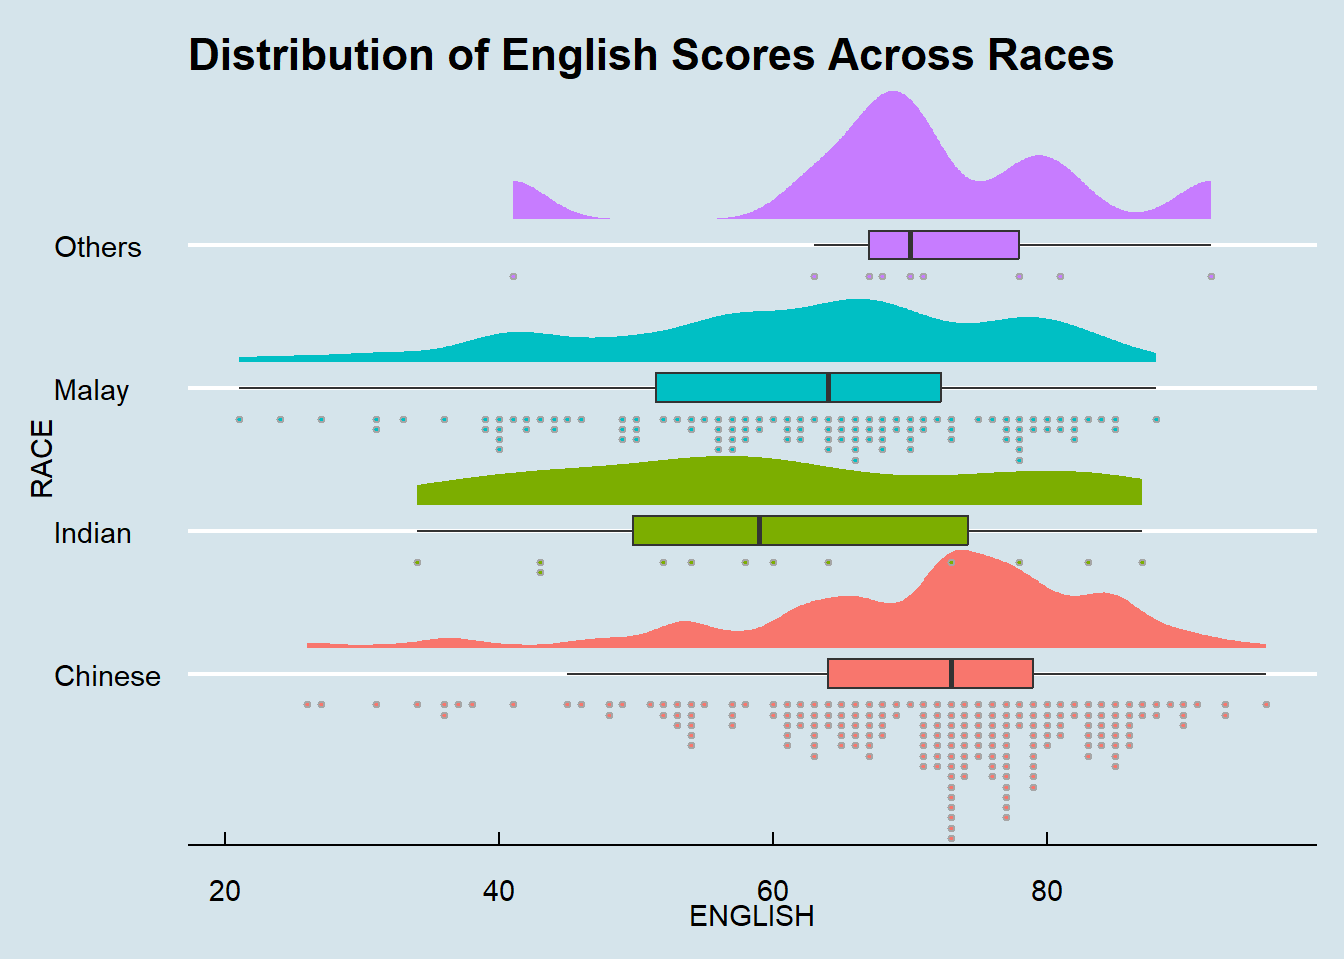 Distribution of English Scores Across Races
Others
Malay
Indian
Chinese
RACE
20 40 60 80
ENGLISH